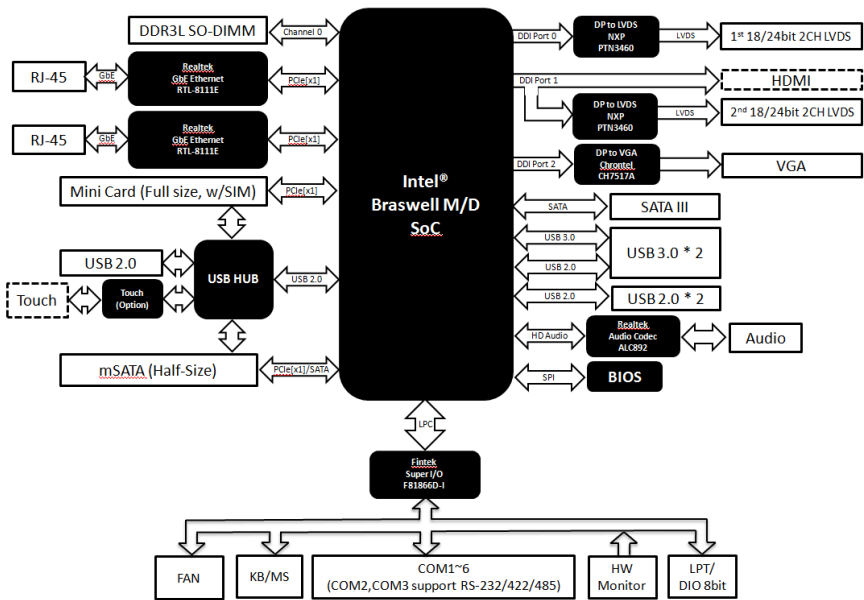 DDR3L SO-DIMM
Channel 0
RJ-45
GbE
Realtek
GbE Ethernet
RTL-8111E
PCIe[x1]
RJ-45
GbE
Realtek
GbE Ethernet
RTL-8111E
PCIe[x1]
Mini Card (Full size, w/SIM)
PCIe[x1]
USB 2.0
Touch
Touch
(Option)
USB HUB
USB 2.0
mSATA (Half-Size)
PCIe[x1]/SATA
Intel®
Braswell M/D
SoC
DDI Port 0
DP to LVDS
NXP
PTN3460
LVDS
1st 18/24bit 2CH LVDS
DDI Port 1
HDMI
DP to LVDS
NXP
PTN3460
LVDS
2nd 18/24bit 2CH LVDS
DDI Port 2
DP to VGA
Chrontel
CH7517A
VGA
SATA
SATA III
USB 3.0
USB 2.0
USB 3.0 * 2
USB 2.0
USB 2.0 * 2
HD Audio
Realtek
Audio Codec
ALC892
Audio
SPI
BIOS
LPC
Fintek
Super I/O
F81866D-I
FAN
KB/MS
COM1~6
(COM2,COM3 support RS-232/422/485)
HW
Monitor
LPT/
DIO 8bit